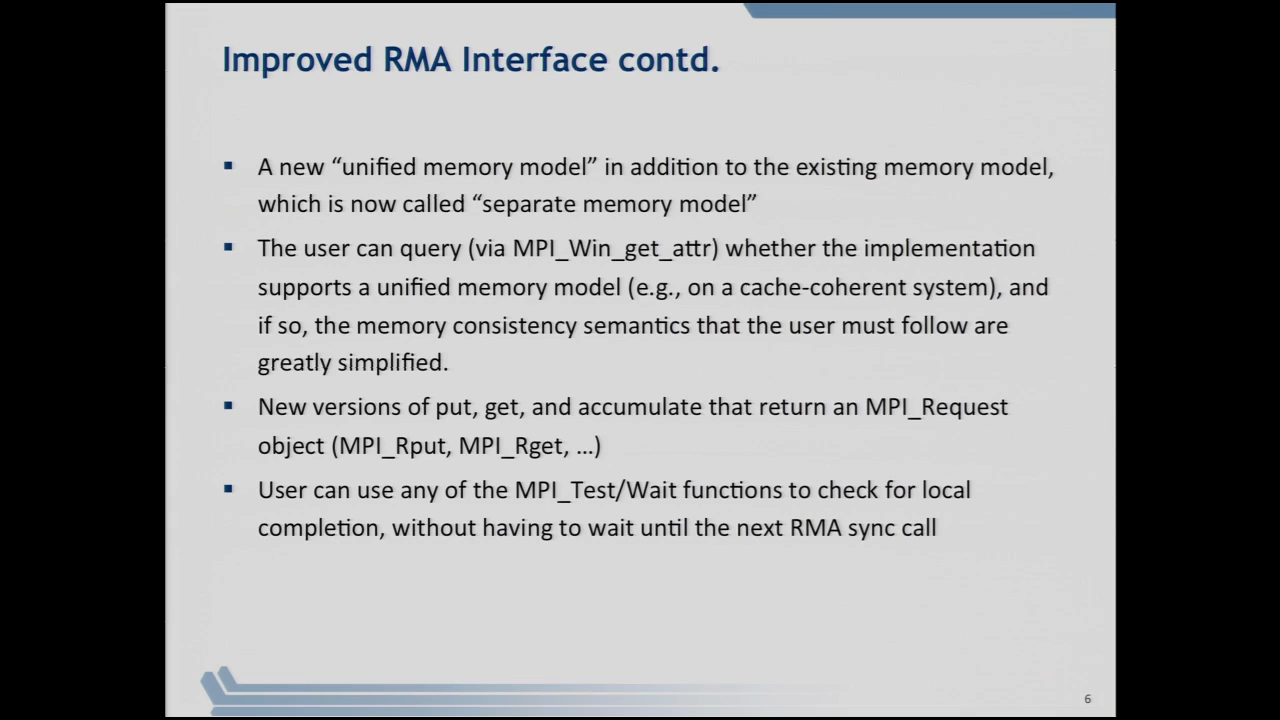 Improved RMA Interface contd.
A new “unified memory model” in addition to the existing memory model,
which is now called “separate memory model”
The user can query (via MPI_Win_get_attr) whether the implementation
supports a unified memory model (e.g., on a cache-coherent system), and
if so, the memory consistency semantics that the user must follow are
greatly simplified.
New versions of put, get, and accumulate that return an MPI_Request
object (MPI_Rput, MPI_Rget, …)
User can use any of the MPI_Test/Wait functions to check for local
completion, without having to wait until the next RMA sync call
6